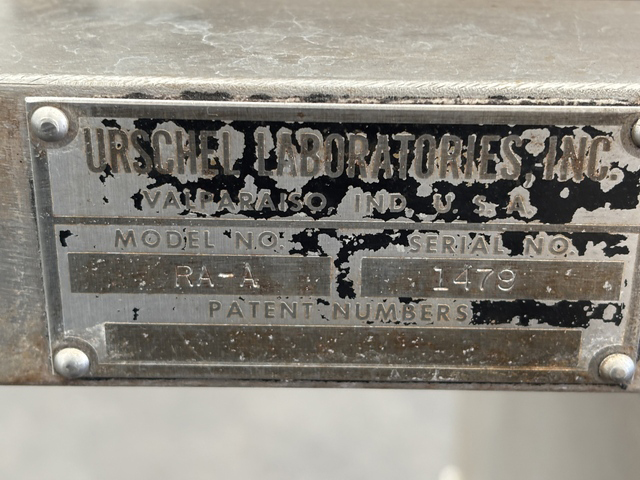 URSCHEL LABORATORIES, INC.
VALPARAISO, IND. U.S.A.
MODEL NO. SERIAL NO.
RA-A 1479
PATENT NUMBERS